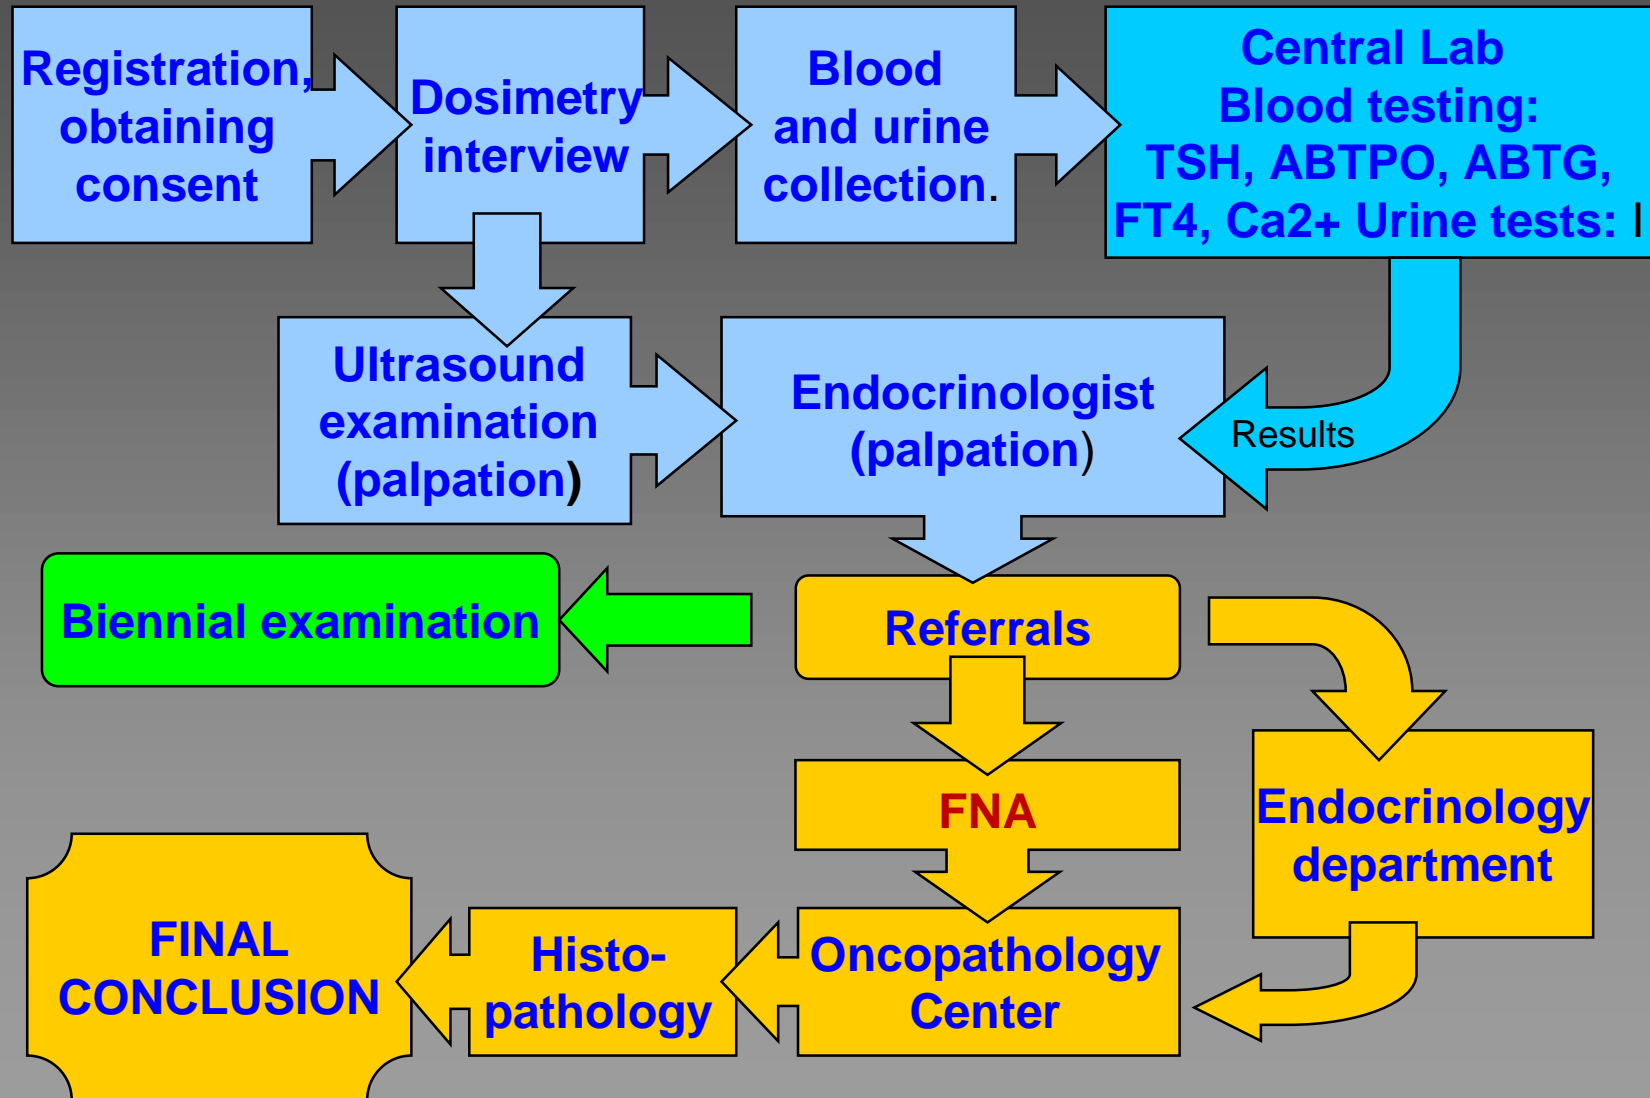 Registration,
obtaining
consent
Dosimetry
interview
Blood
and urine
collection.
Central Lab
Blood testing:
TSH, ABTPO, ABTG,
FT4, Ca2+ Urine tests: I
Ultrasound
examination
(palpation)
Endocrinologist
(palpation)
Results
Biennial examination
Referrals
FNA
Endocrinology
department
FINAL
CONCLUSION
Histo-
pathology
Oncopathology
Center